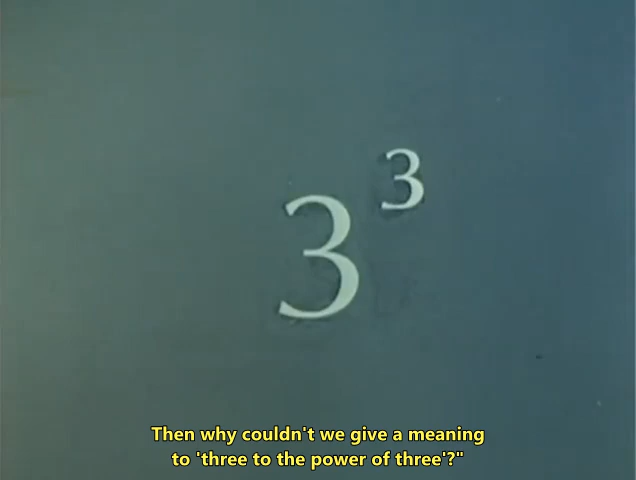 3³
Then why couldn't we give a meaning
to 'three to the power of three'?"